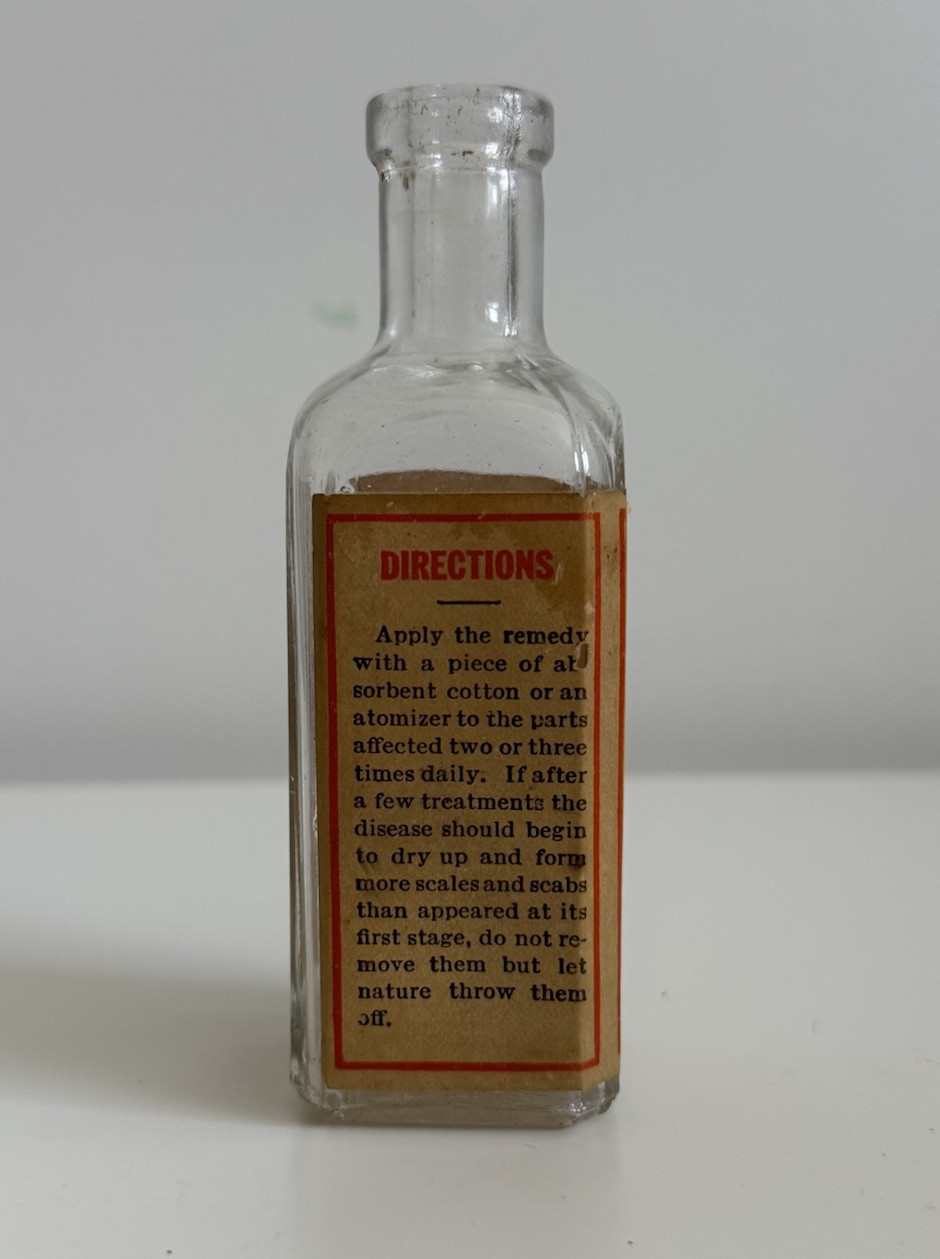 DIRECTIONS
Apply the remedy
with a piece of ab-
sorbent cotton or an
atomizer to the parts
affected two or three
times daily. If after
a few treatments the
disease should begin
to dry up and form
more scales and scabs
than appeared at its
first stage, do not re-
move them but let
nature throw them
off.